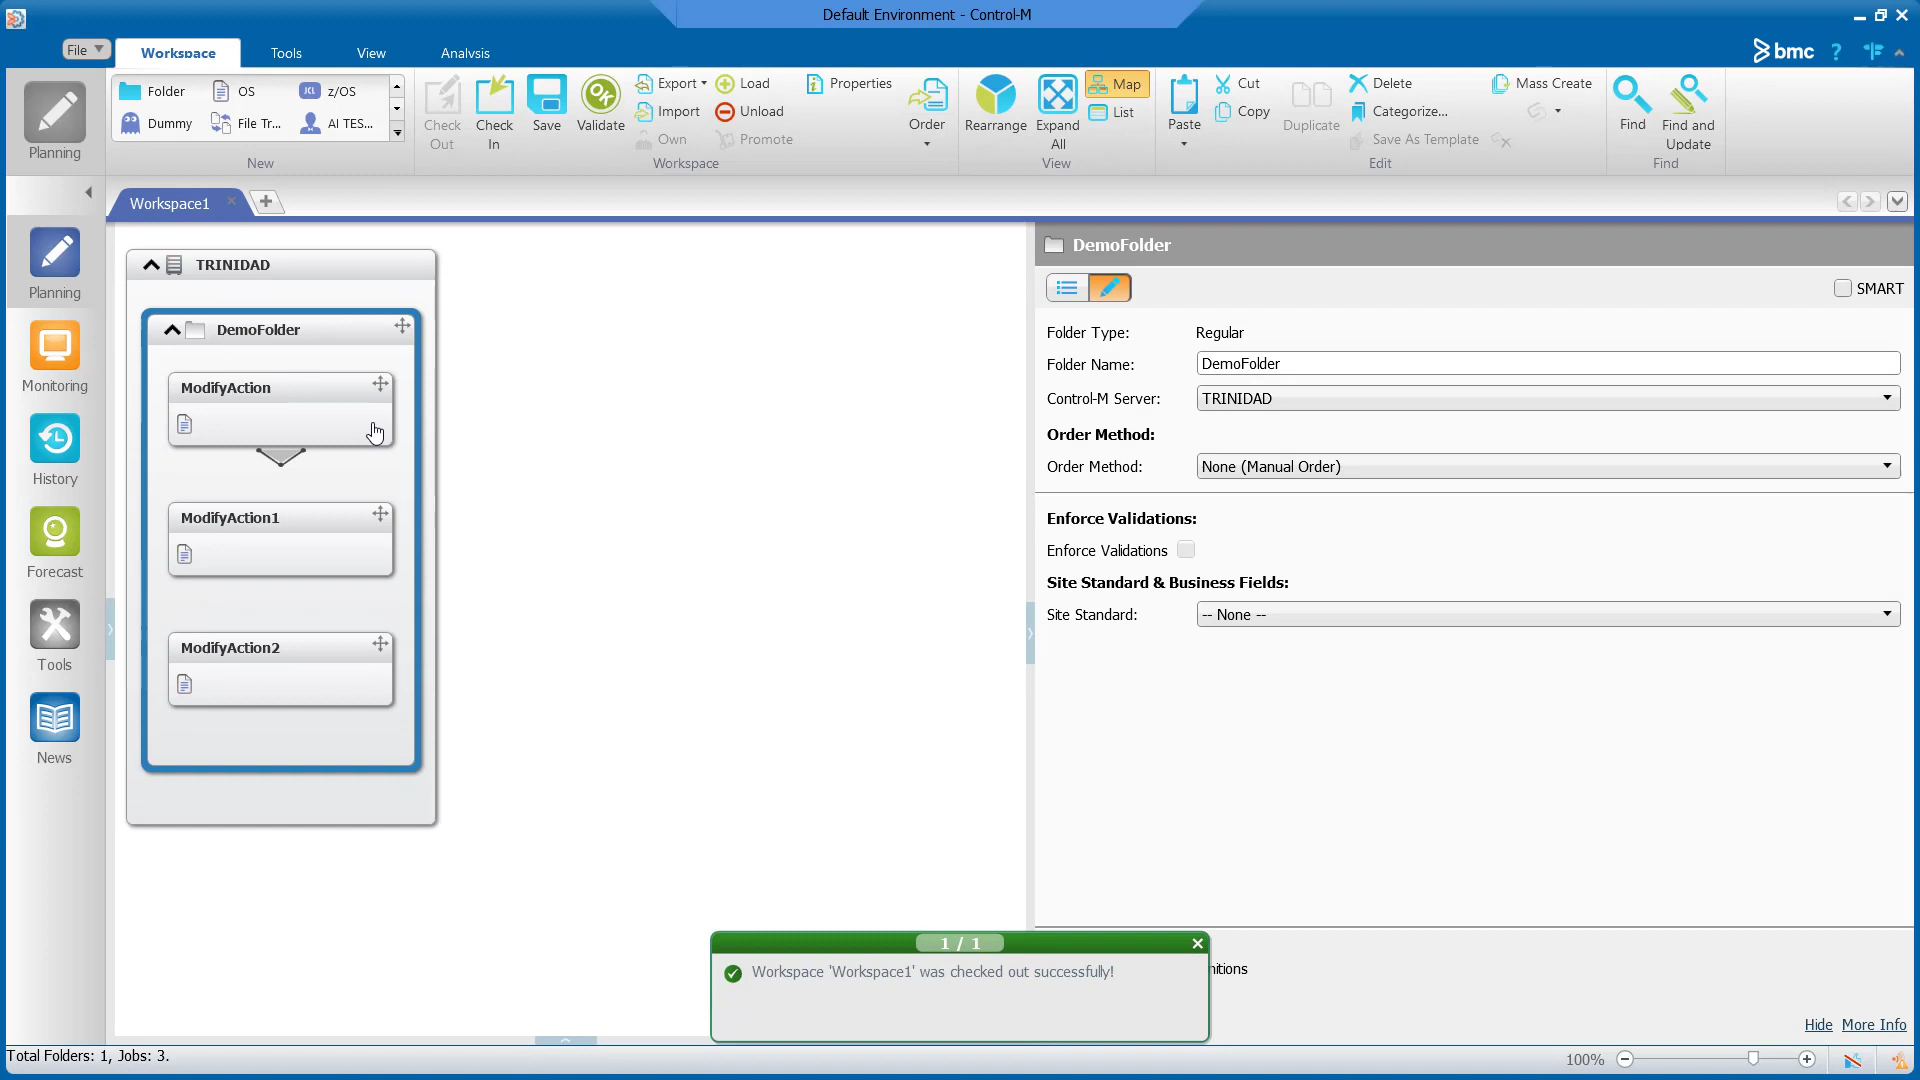 Default Environment - Control-M
File
Workspace
Tools
View
Analysis
bmc
?
Planning
Folder
OS
z/OS
JCL
Dummy
File Tr...
AI TES...
New
Check Out
Check In
Save
OK
Validate
Export
Import
Own
Load
Unload
Promote
Properties
Order
Workspace
Rearrange
Expand All
Map
List
View
Paste
Cut
Copy
Duplicate
Delete
Categorize...
Save As Template
Mass Create
Edit
Find
Find and Update
Find
Workspace1
Planning
Monitoring
History
Forecast
Tools
News
TRINIDAD
DemoFolder
ModifyAction
ModifyAction1
ModifyAction2
DemoFolder
SMART
Folder Type: Regular
Folder Name: DemoFolder
Control-M Server: TRINIDAD
Order Method:
Order Method: None (Manual Order)
Enforce Validations:
Enforce Validations
Site Standard & Business Fields:
Site Standard: -- None --
1 / 1
Workspace 'Workspace1' was checked out successfully!
nitions
Hide More Info
Total Folders: 1, Jobs: 3.
100%